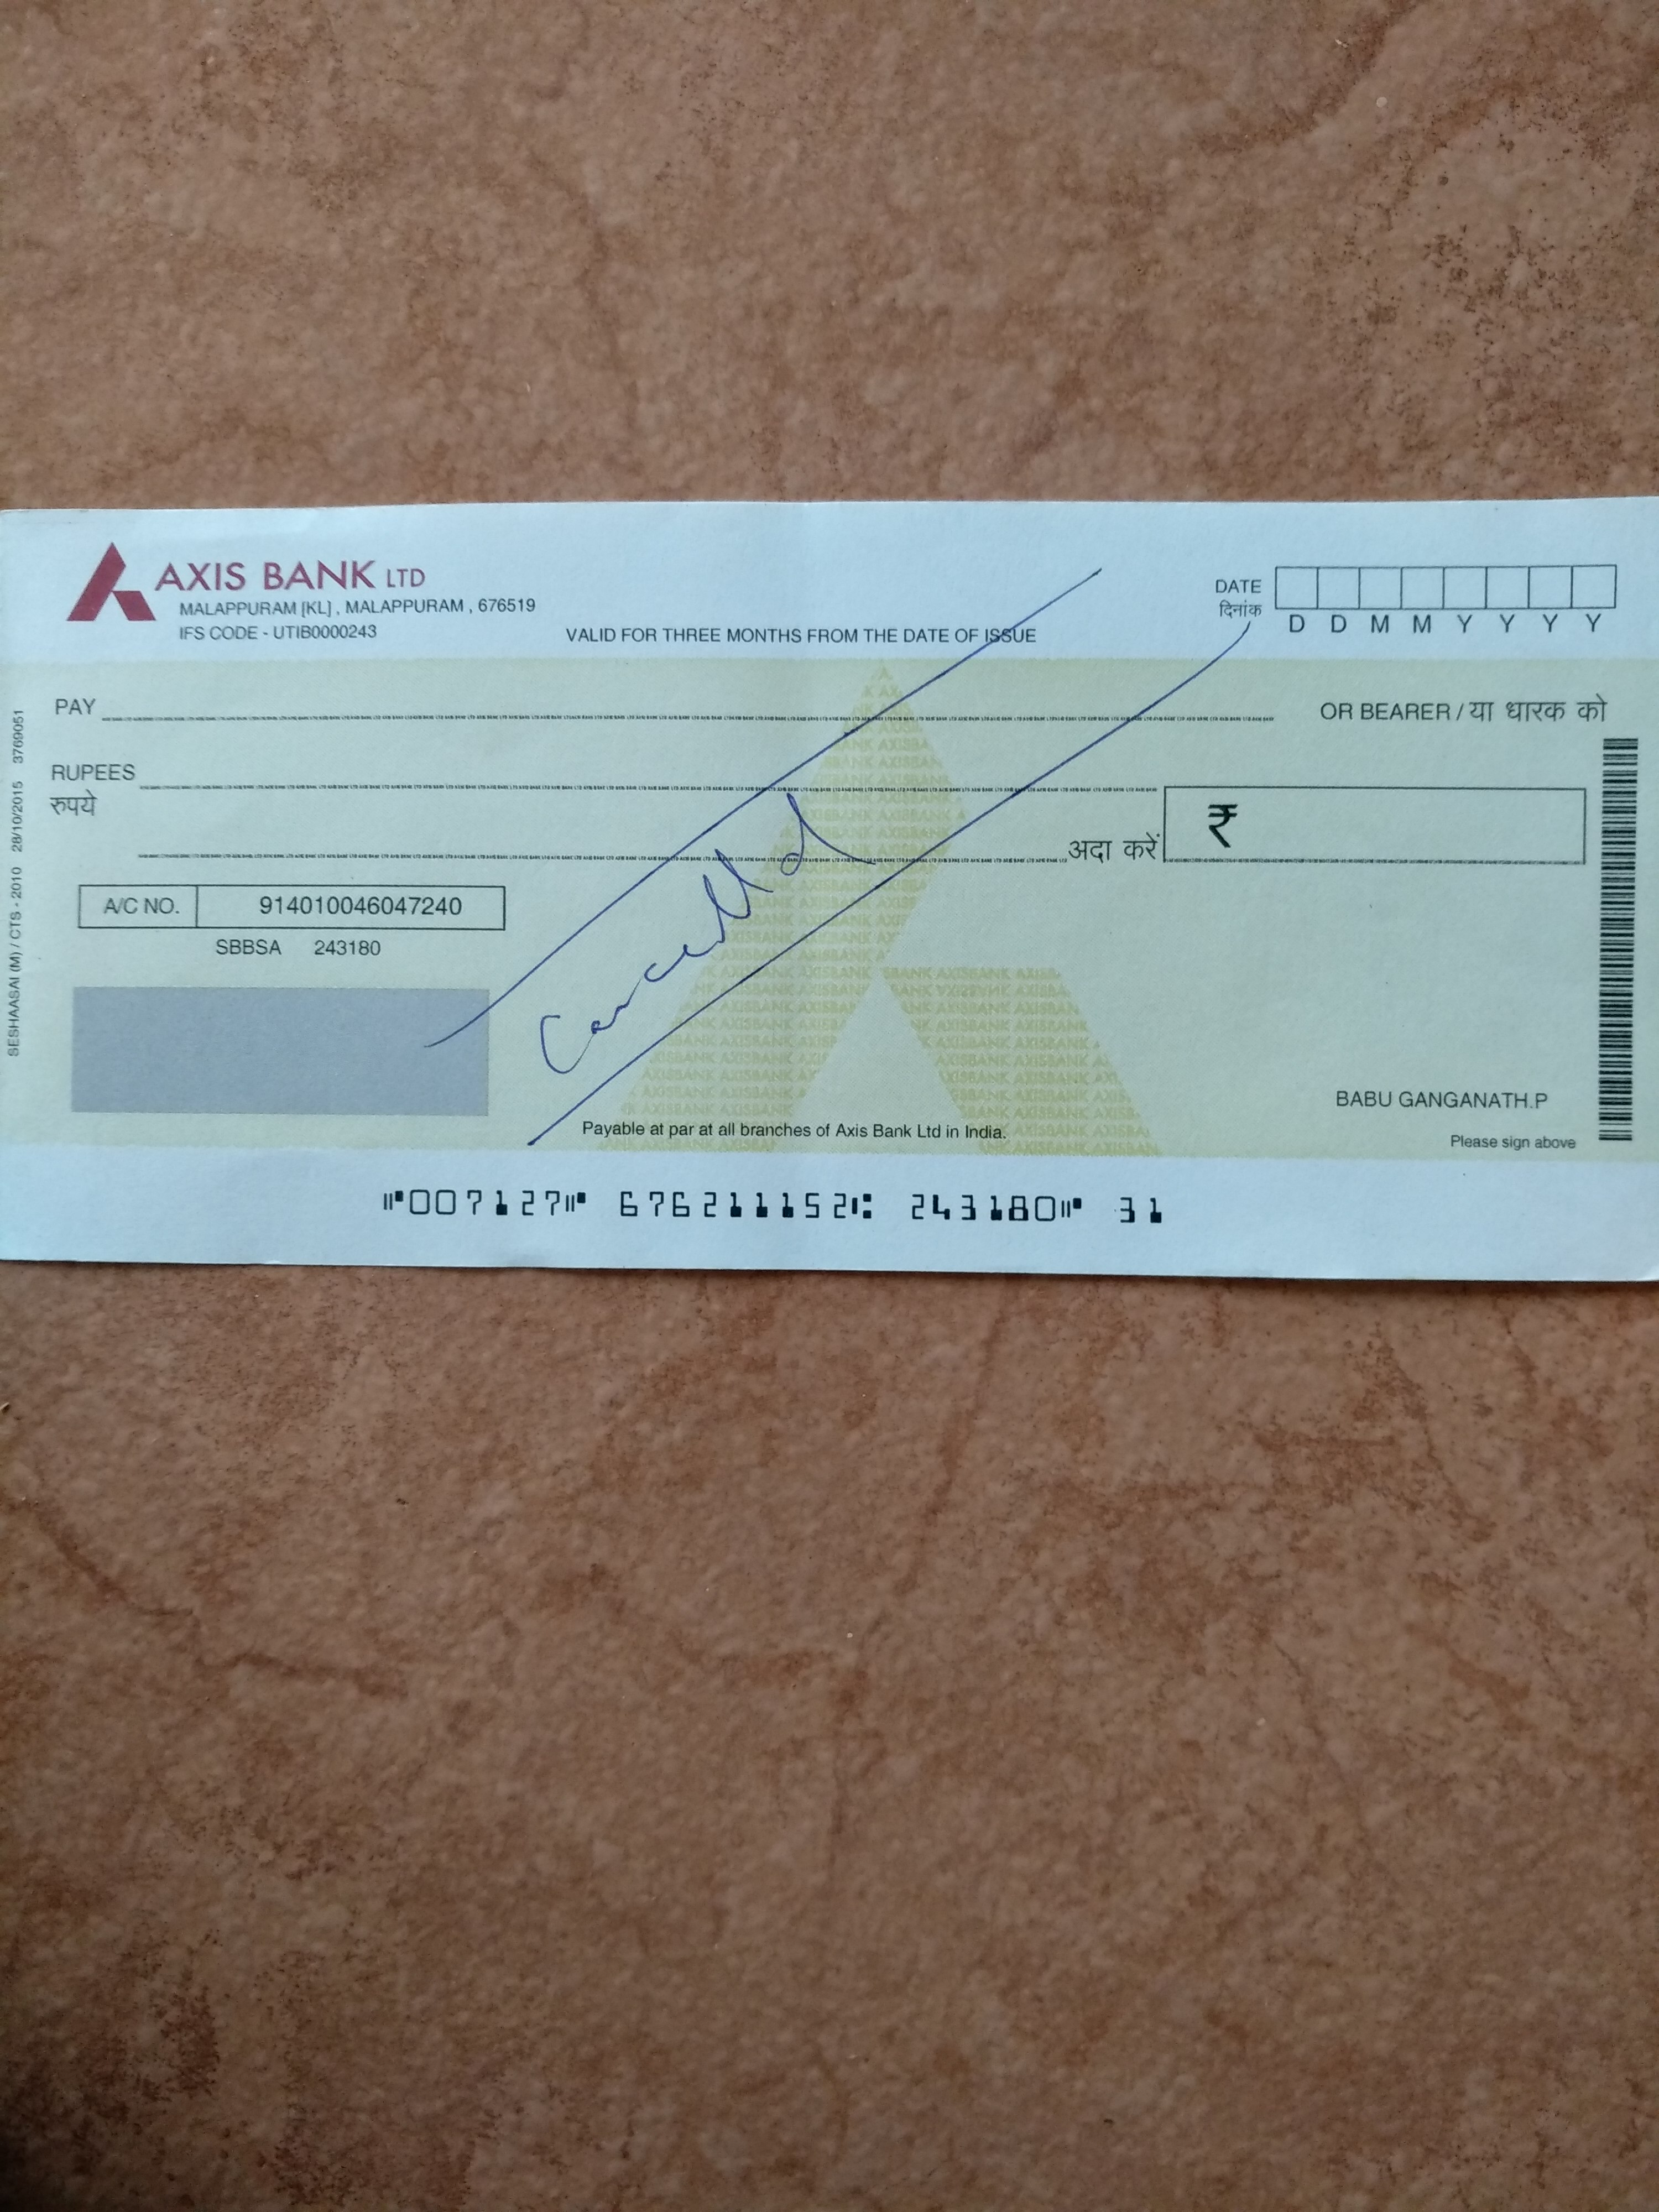 AXIS BANK LTD
MALAPPURAM [KL] , MALAPPURAM , 676519
IFS CODE - UTIB0000243
VALID FOR THREE MONTHS FROM THE DATE OF ISSUE
DATE
दिनांक
D D M M Y Y Y Y
PAY
OR BEARER / या धारक को
RUPEES
रुपये
अदा करें
₹
A/C NO. 914010046047240
SBBSA 243180
Cancelld
BABU GANGANATH.P
Please sign above
Payable at par at all branches of Axis Bank Ltd in India.
⑈007127⑈ 676211152⑆ 243180⑈ 31
SESHAASAI (M) / CTS - 2010 28/10/2015 3769051